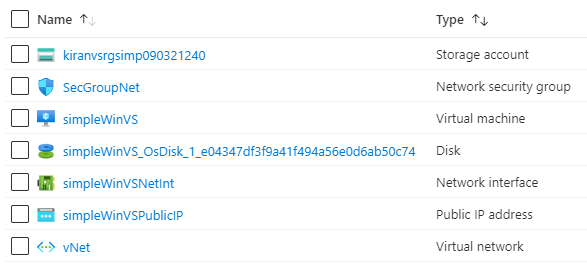 Name ↑↓ Type ↑↓
kiranvsrgsimp090321240 Storage account
SecGroupNet Network security group
simpleWinVS Virtual machine
simpleWinVS_OsDisk_1_e04347df3f9a41f494a56e0d6ab50c74 Disk
simpleWinVSNetInt Network interface
simpleWinVSPublicIP Public IP address
vNet Virtual network